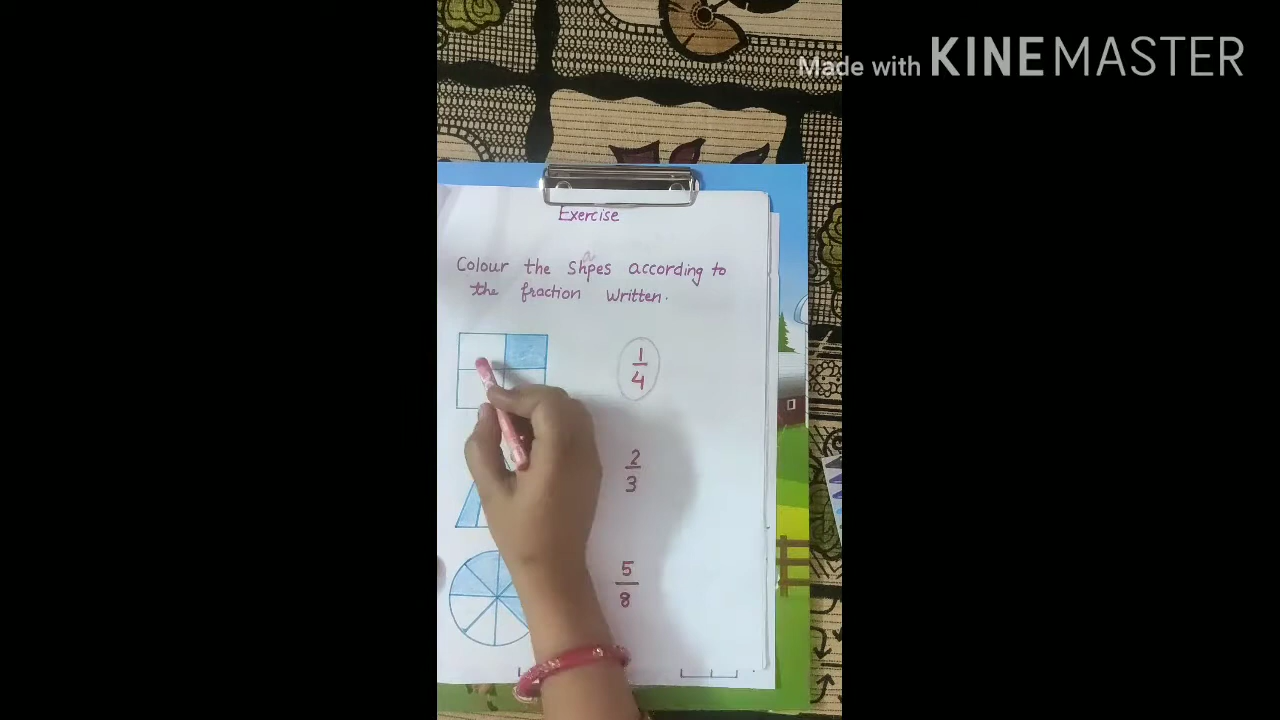 Made with KINEMASTER
Exercise
a
Colour the Shpes according to
the fraction written.
1
4
2
3
5
8